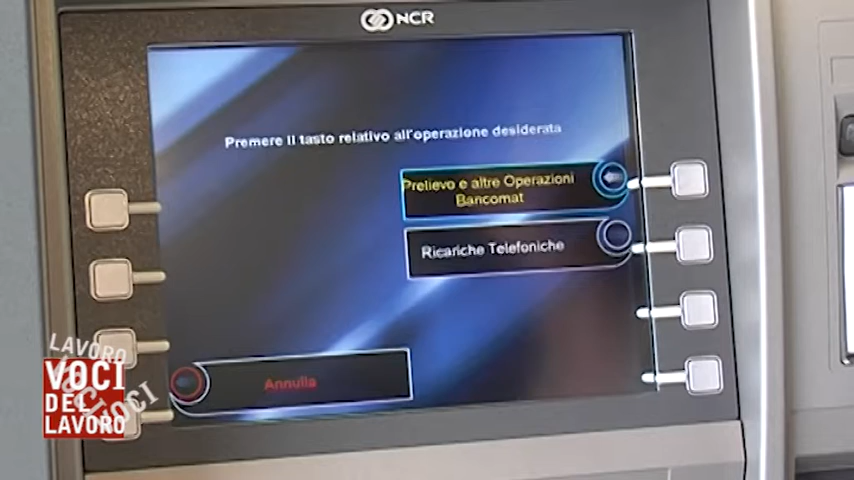 NCR
Premere il tasto relativo all'operazione desiderata
Prelievo e altre Operazioni
Bancomat
Ricariche Telefoniche
Annulla
LAVORO
VOCI
DEL
LAVORO
VOCI